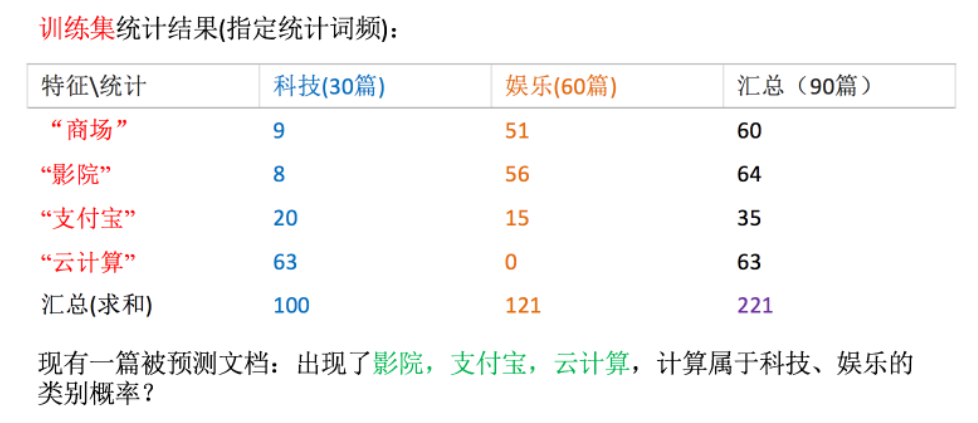 训练集统计结果(指定统计词频)：
特征\统计 科技(30篇) 娱乐(60篇) 汇总（90篇）
“商场” 9 51 60
“影院” 8 56 64
“支付宝” 20 15 35
“云计算” 63 0 63
汇总(求和) 100 121 221
现有一篇被预测文档：出现了影院，支付宝，云计算，计算属于科技、娱乐的
类别概率？